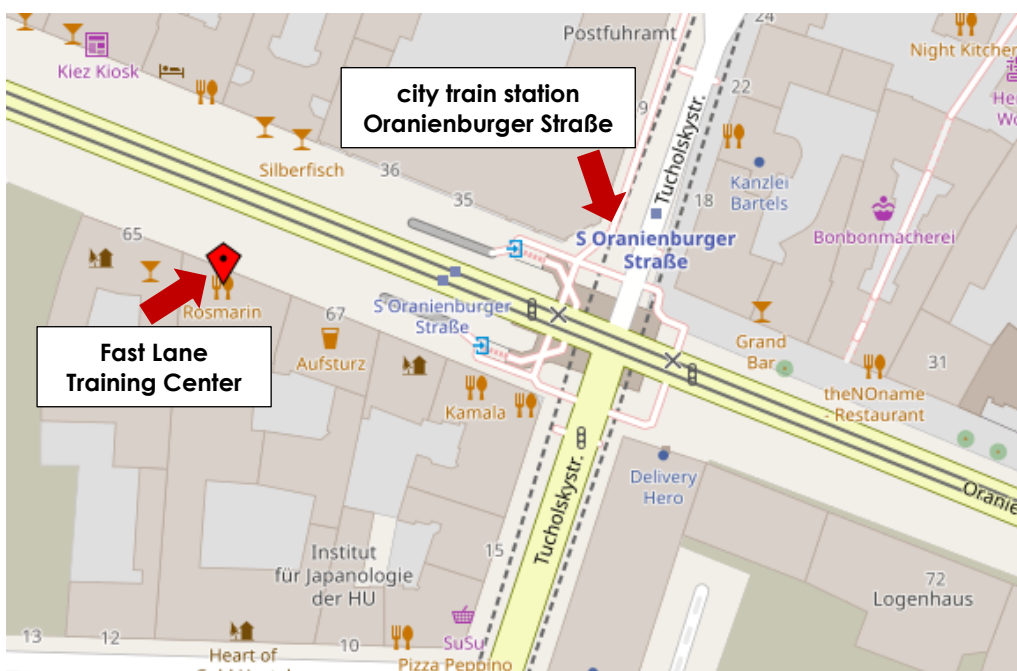 24
Postfuhramt
Night Kitchen
Kiez Kiosk
city train station
Oranienburger Straße
9
22
Tucholskystr.
Silberfisch
36
Kanzlei
Bartels
18
35
Bonbonmacherei
65
S Oranienburger
Straße
Rosmarin
67
S Oranienburger
Straße
Fast Lane
Training Center
Aufsturz
Grand
Bar
31
theNOname
- Restaurant
Kamala
Delivery
Hero
Tucholskystr.
15
Institut
für Japanologie
der HU
72
Logenhaus
13
12
10
SuSu
Heart of
Pizza Peppino